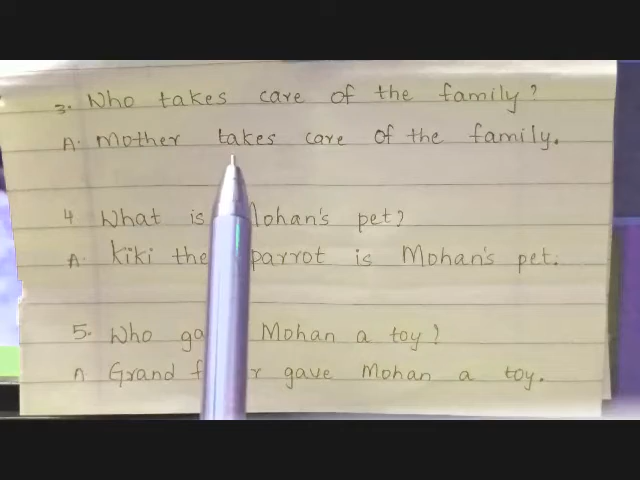 3. Who takes care of the family?
A. Mother takes care of the family.
4 What is Mohan's pet?
A. Kiki the parrot is Mohan's pet.
5. Who Mohan a toy?
A Grand gave Mohan a toy.